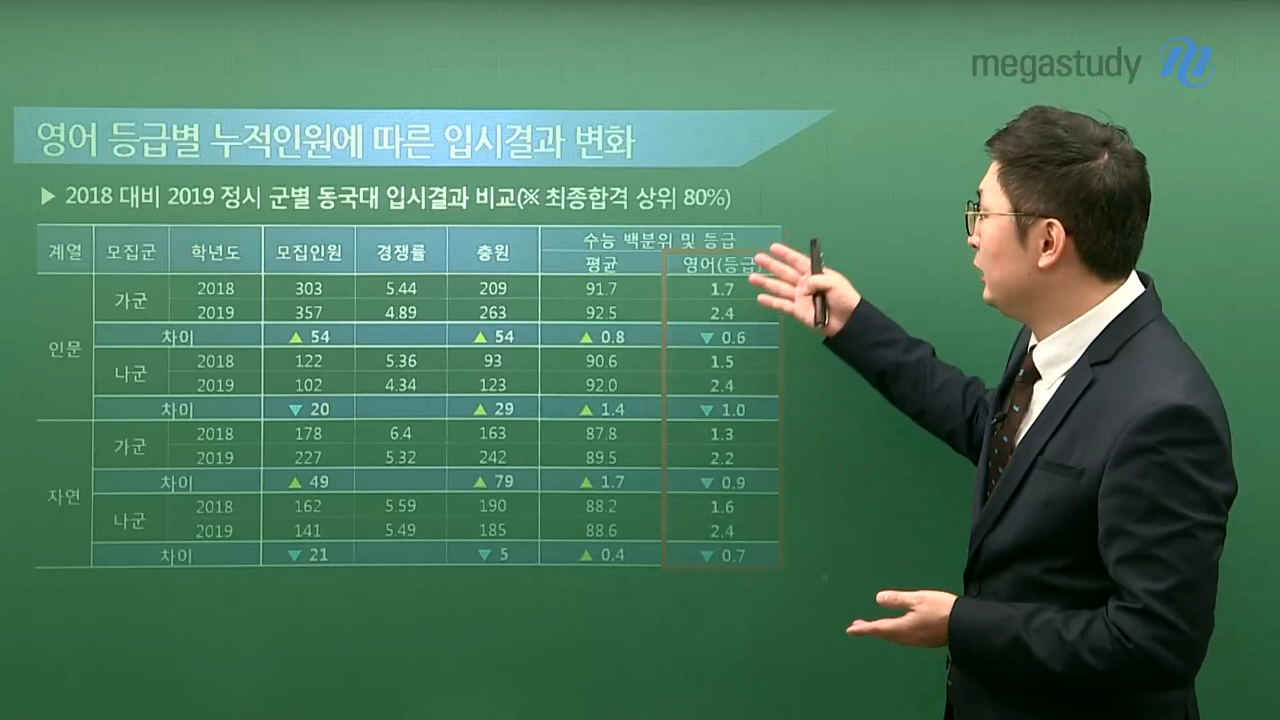 megastudy
영어 등급별 누적인원에 따른 입시결과 변화
▶ 2018 대비 2019 정시 군별 동국대 입시결과 비교(※ 최종합격 상위 80%)
계열 모집군 학년도 모집인원 경쟁률 충원 수능 백분위 및 등급
평균 영어(등급)
인문 가군 2018 303 5.44 209 91.7 1.7
2019 357 4.89 263 92.5 2.4
차이 ▲ 54 ▲ 54 ▲ 0.8 ▼ 0.6
나군 2018 122 5.36 93 90.6 1.5
2019 102 4.34 123 92.0 2.4
차이 ▼ 20 ▲ 29 ▲ 1.4 ▼ 1.0
자연 가군 2018 178 6.4 163 87.8 1.3
2019 227 5.32 242 89.5 2.2
차이 ▲ 49 ▲ 79 ▲ 1.7 ▼ 0.9
나군 2018 162 5.59 190 88.2 1.6
2019 141 5.49 185 88.6 2.4
차이 ▼ 21 ▼ 5 ▲ 0.4 ▼ 0.7